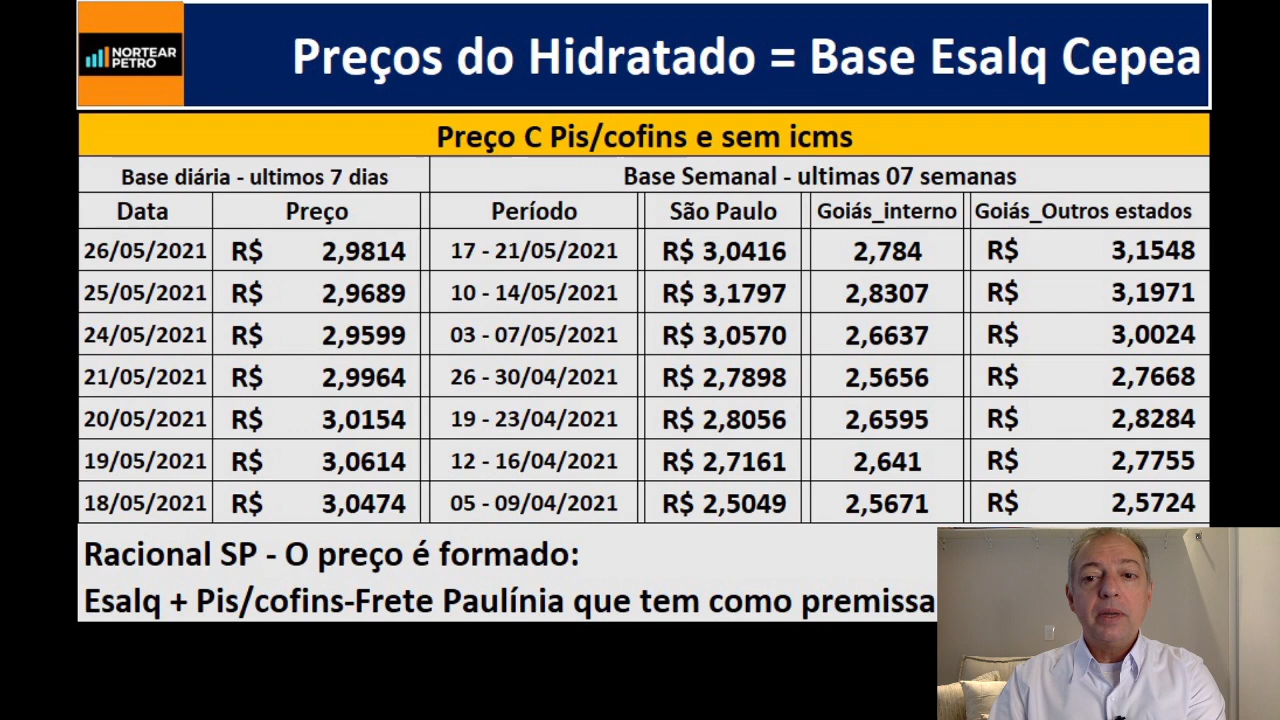 NORTEAR
PETRO
Preços do Hidratado = Base Esalq Cepea
Preço C Pis/cofins e sem icms
Base diária - ultimos 7 dias Base Semanal - ultimas 07 semanas
Data Preço Período São Paulo Goiás_interno Goiás_Outros estados
26/05/2021 R$ 2,9814 17 - 21/05/2021 R$ 3,0416 2,784 R$ 3,1548
25/05/2021 R$ 2,9689 10 - 14/05/2021 R$ 3,1797 2,8307 R$ 3,1971
24/05/2021 R$ 2,9599 03 - 07/05/2021 R$ 3,0570 2,6637 R$ 3,0024
21/05/2021 R$ 2,9964 26 - 30/04/2021 R$ 2,7898 2,5656 R$ 2,7668
20/05/2021 R$ 3,0154 19 - 23/04/2021 R$ 2,8056 2,6595 R$ 2,8284
19/05/2021 R$ 3,0614 12 - 16/04/2021 R$ 2,7161 2,641 R$ 2,7755
18/05/2021 R$ 3,0474 05 - 09/04/2021 R$ 2,5049 2,5671 R$ 2,5724
Racional SP - O preço é formado:
Esalq + Pis/cofins-Frete Paulínia que tem como premissa